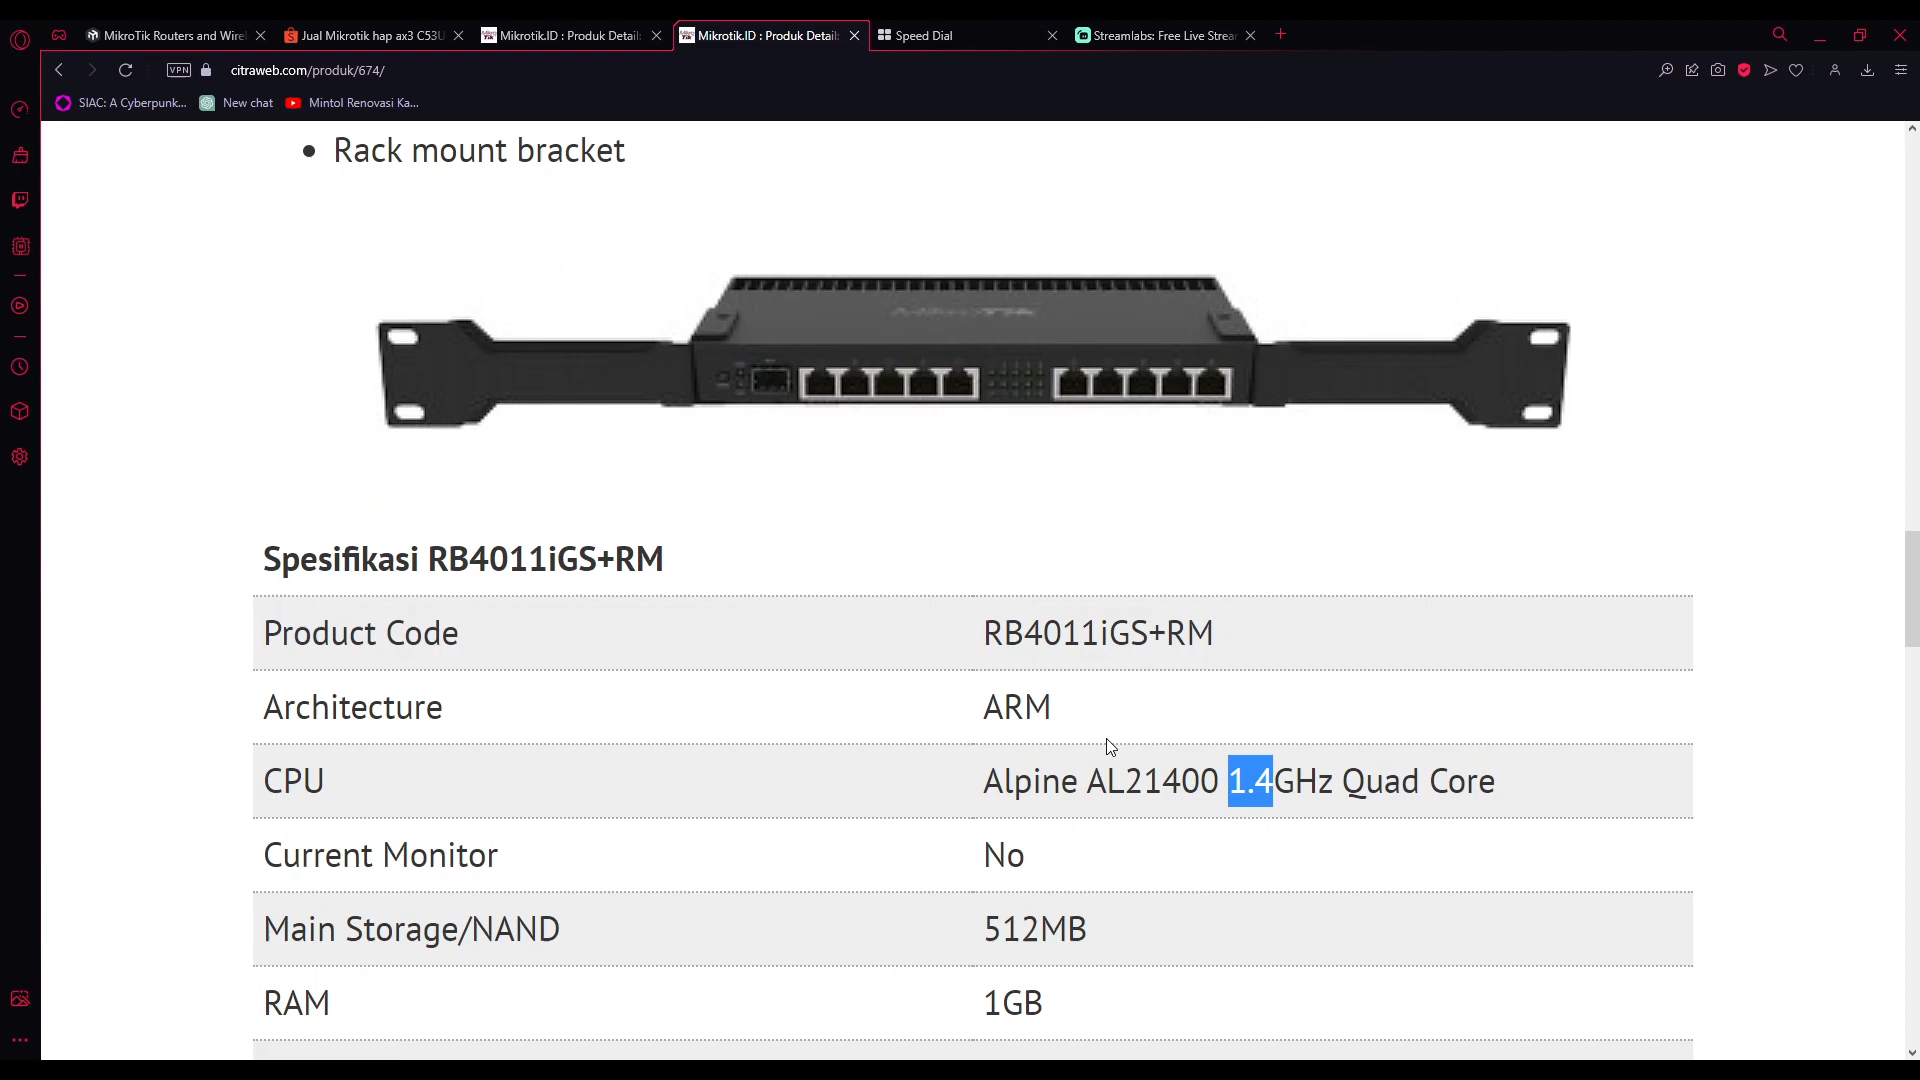 MikroTik Routers and Wirel
Jual Mikrotik hap ax3 C53U
Mikrotik.ID : Produk Detail:
Mikrotik.ID : Produk Detail:
Speed Dial
Streamlabs: Free Live Strea
VPN
citraweb.com/produk/674/
SIAC: A Cyberpunk...
New chat
Mintol Renovasi Ka...
• Rack mount bracket
MikroTik
Spesifikasi RB4011iGS+RM
Product Code RB4011iGS+RM
Architecture ARM
CPU Alpine AL21400 1.4GHz Quad Core
Current Monitor No
Main Storage/NAND 512MB
RAM 1GB